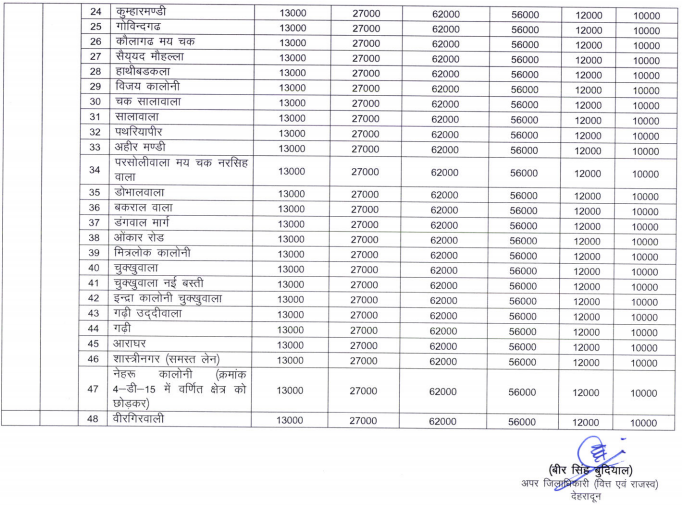 24 कुम्हारमण्डी 13000 27000 62000 56000 12000 10000
25 गोविन्दगढ 13000 27000 62000 56000 12000 10000
26 कौलागढ मय चक 13000 27000 62000 56000 12000 10000
27 सैय्यद मौहल्ला 13000 27000 62000 56000 12000 10000
28 हाथीबडकला 13000 27000 62000 56000 12000 10000
29 विजय कालोनी 13000 27000 62000 56000 12000 10000
30 चक सालावाला 13000 27000 62000 56000 12000 10000
31 सालावाला 13000 27000 62000 56000 12000 10000
32 पथरियापीर 13000 27000 62000 56000 12000 10000
33 अहीर मण्डी 13000 27000 62000 56000 12000 10000
34 परसोलीवाला मय चक नरसिह
वाला 13000 27000 62000 56000 12000 10000
35 डोभालवाला 13000 27000 62000 56000 12000 10000
36 बकराल वाला 13000 27000 62000 56000 12000 10000
37 डंगवाल मार्ग 13000 27000 62000 56000 12000 10000
38 ओंकार रोड 13000 27000 62000 56000 12000 10000
39 मित्रलोक कालोनी 13000 27000 62000 56000 12000 10000
40 चुक्खुवाला 13000 27000 62000 56000 12000 10000
41 चुक्खुवाला नई बस्ती 13000 27000 62000 56000 12000 10000
42 इन्द्रा कालोनी चुक्खुवाला 13000 27000 62000 56000 12000 10000
43 गढ़ी उद्दीवाला 13000 27000 62000 56000 12000 10000
44 गढी 13000 27000 62000 56000 12000 10000
45 आराघर 13000 27000 62000 56000 12000 10000
46 शास्त्रीनगर (समस्त लेन) 13000 27000 62000 56000 12000 10000
नेहरू कालोनी (क्रमांक
47 4–डी–15 में वर्णित क्षेत्र को 13000 27000 62000 56000 12000 10000
छोड़कर)
48 वीरगिरवाली 13000 27000 62000 56000 12000 10000
(बीर सिंह बुदियाल)
अपर जिलाधिकारी (वित्त एवं राजस्व)
देहरादून